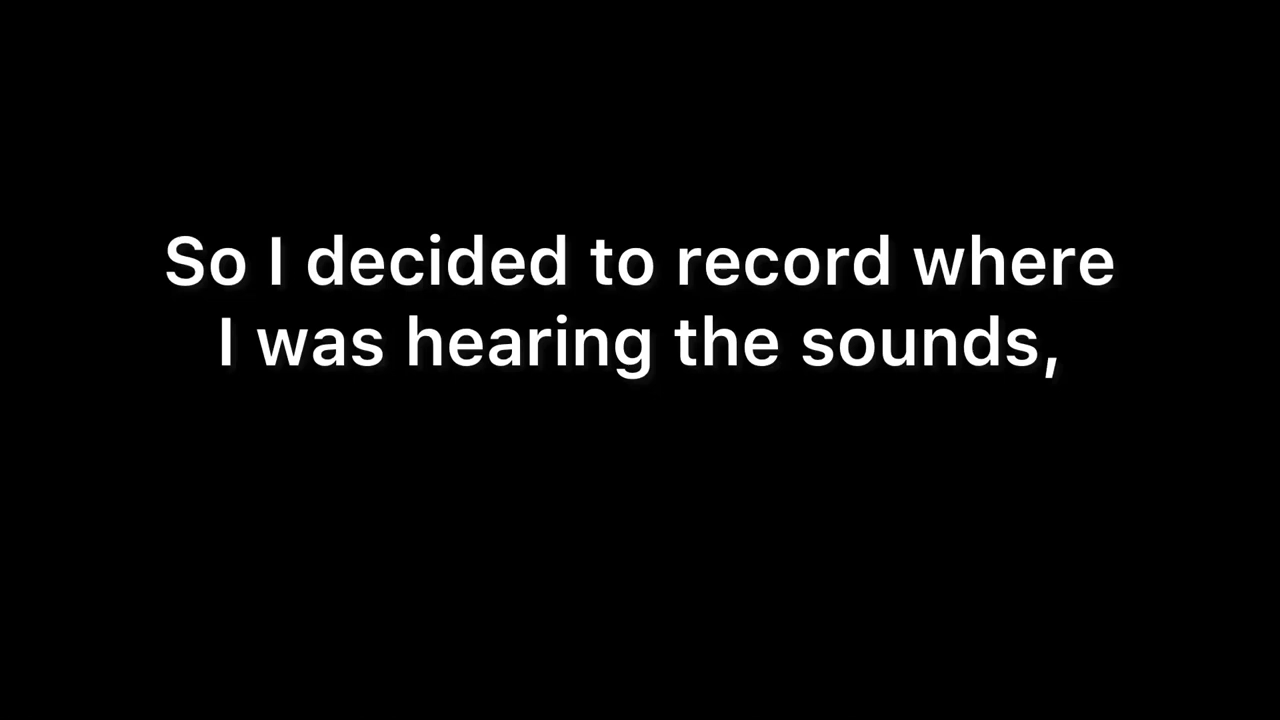 So I decided to record where
I was hearing the sounds,